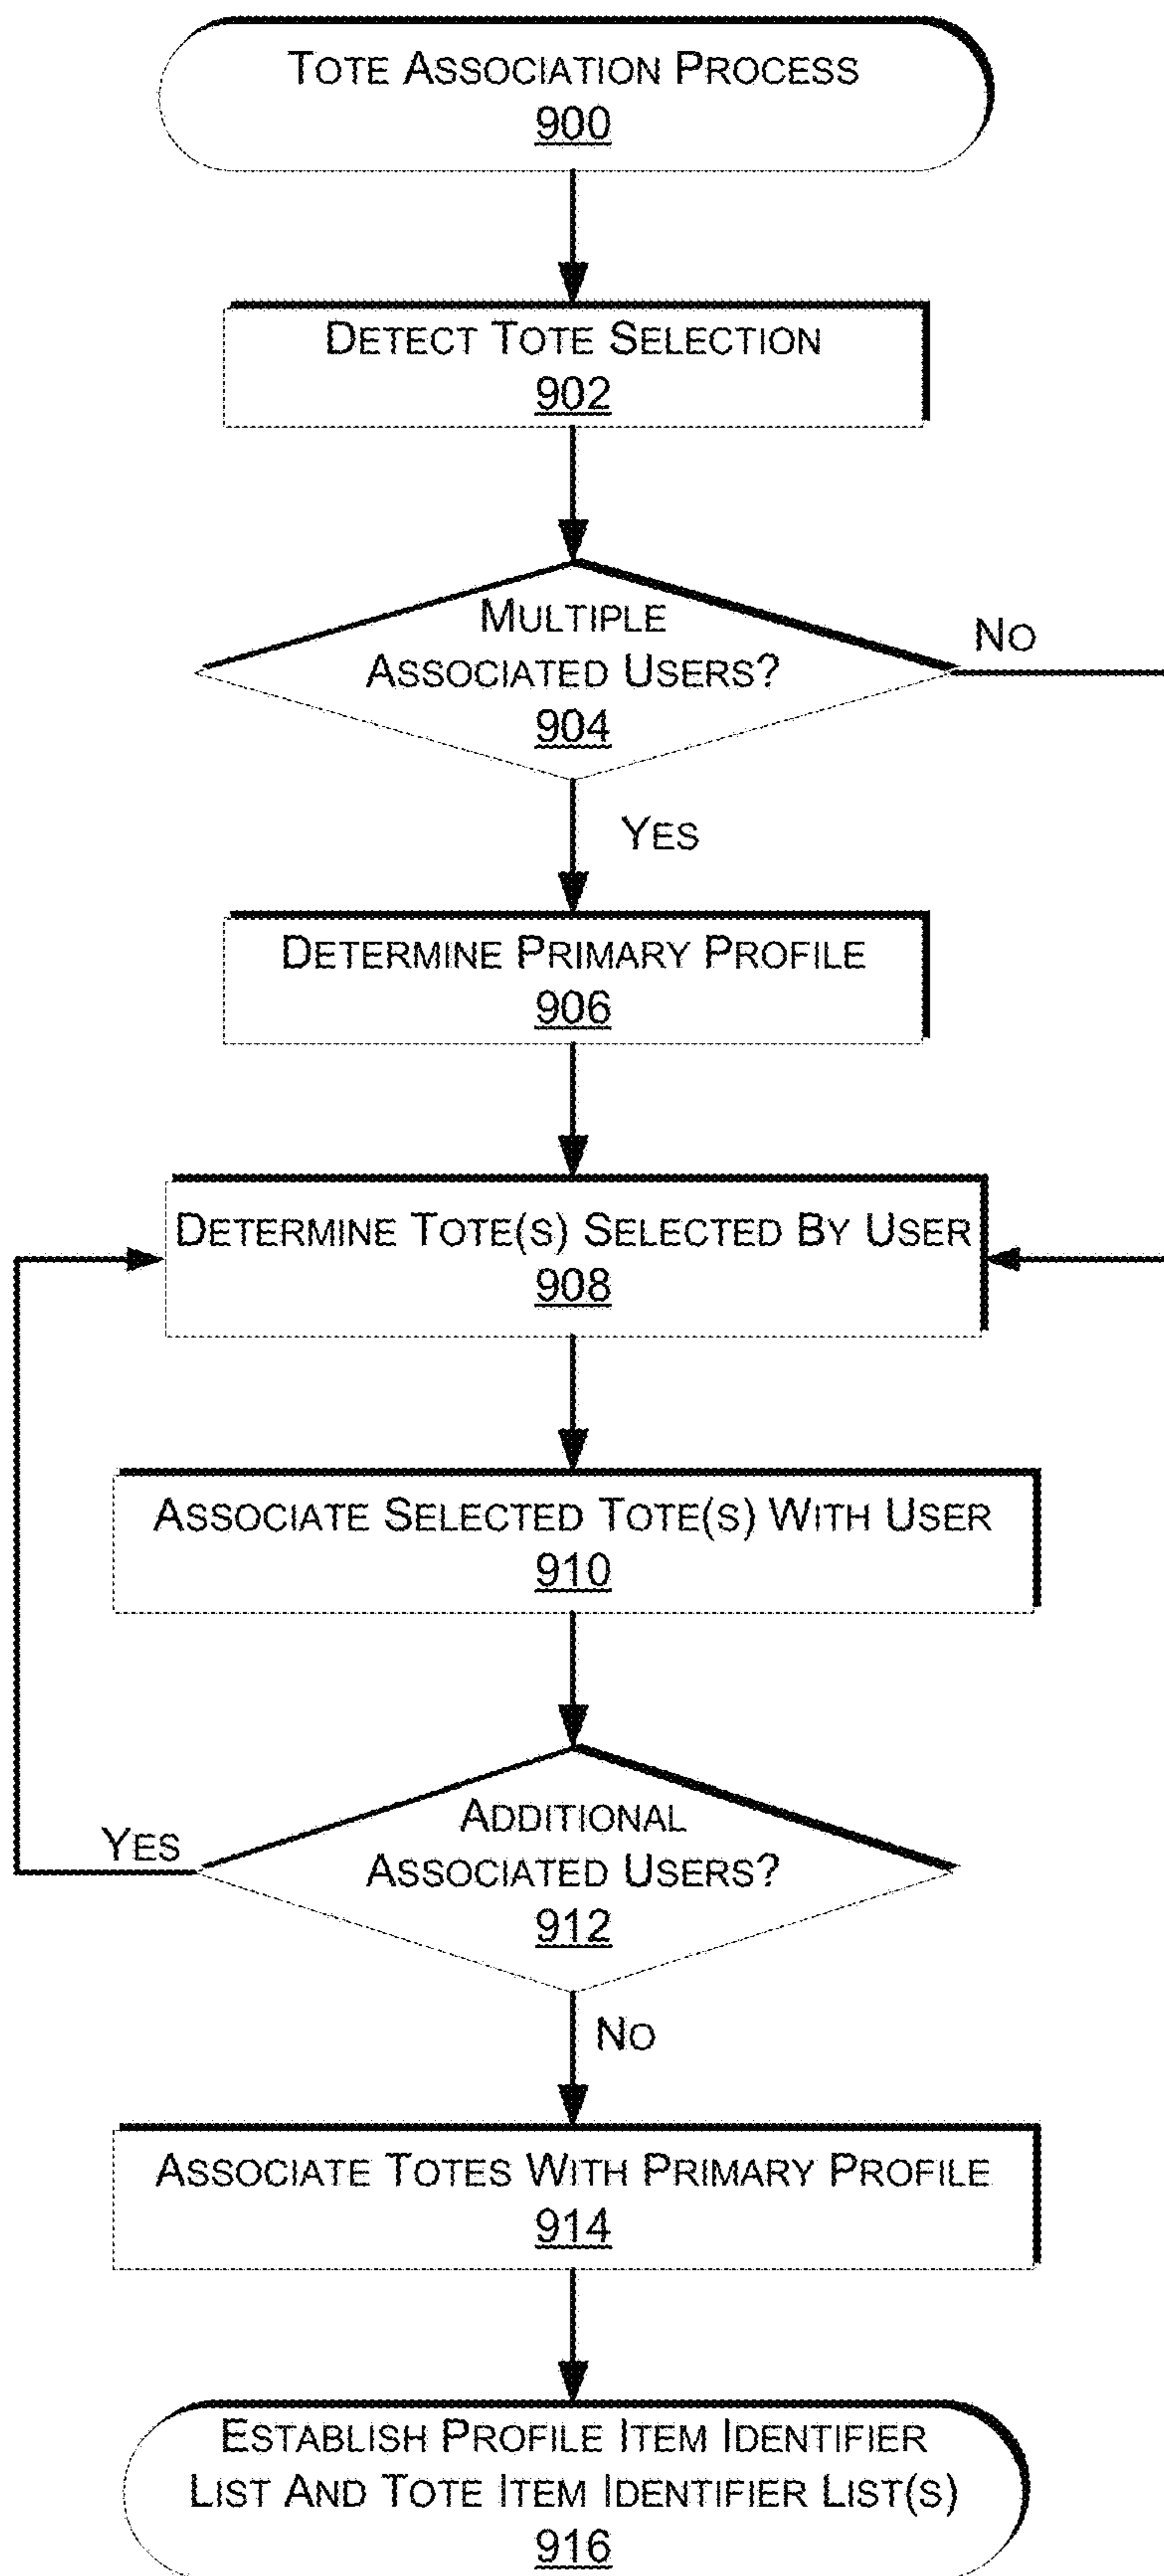 TOTE ASSOCIATION PROCESS
900
DETECT TOTE SELECTION
902
MULTIPLE
ASSOCIATED USERS?
904
NO
YES
DETERMINE PRIMARY PROFILE
906
DETERMINE TOTE(S) SELECTED BY USER
908
ASSOCIATE SELECTED TOTE(S) WITH USER
910
ADDITIONAL
ASSOCIATED USERS?
912
YES
NO
ASSOCIATE TOTES WITH PRIMARY PROFILE
914
ESTABLISH PROFILE ITEM IDENTIFIER
LIST AND TOTE ITEM IDENTIFIER LIST(S)
916